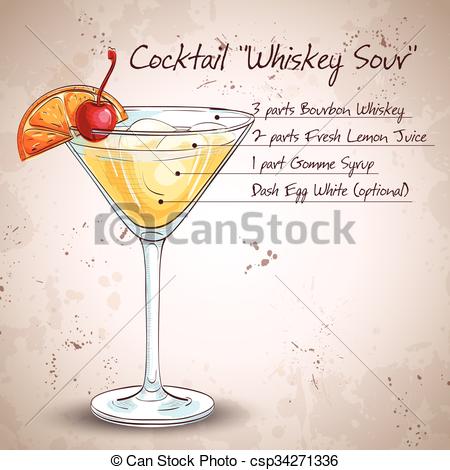 Cocktail "Whiskey Sour"
3 parts Bourbon Whiskey
2 parts Fresh Lemon Juice
1 part Gomme Syrup
Dash Egg White (optional)
© Can Stock Photo
© Can Stock Photo - csp34271336